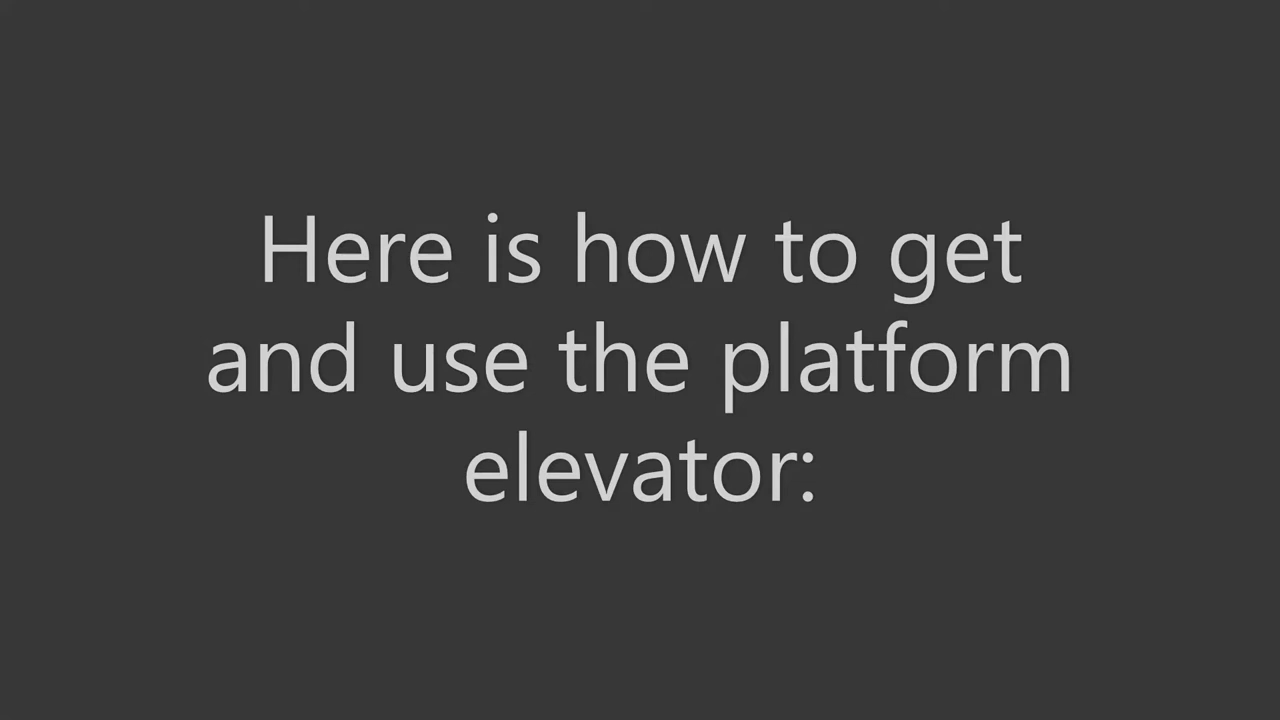 Here is how to get
and use the platform
elevator: